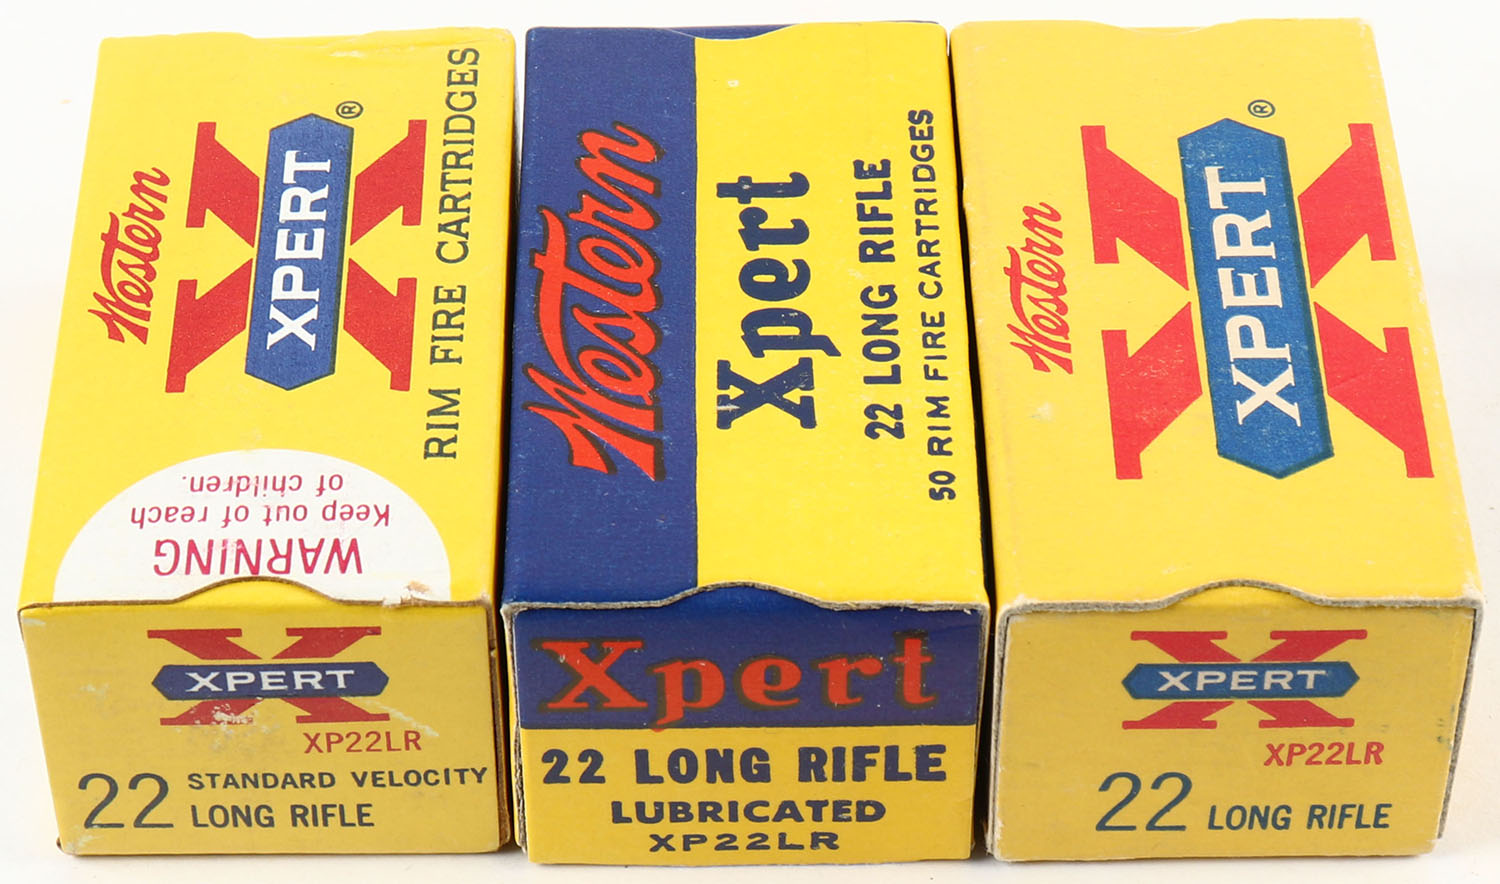 Western
XPERT
®
RIM FIRE CARTRIDGES
WARNING
Keep out of reach
of children.
XPERT
XP22LR
22 STANDARD VELOCITY
LONG RIFLE
Western
Xpert
22 LONG RIFLE
50 RIM FIRE CARTRIDGES
Xpert
22 LONG RIFLE
LUBRICATED
XP22LR
Western
XPERT
®
XPERT
XP22LR
22 LONG RIFLE